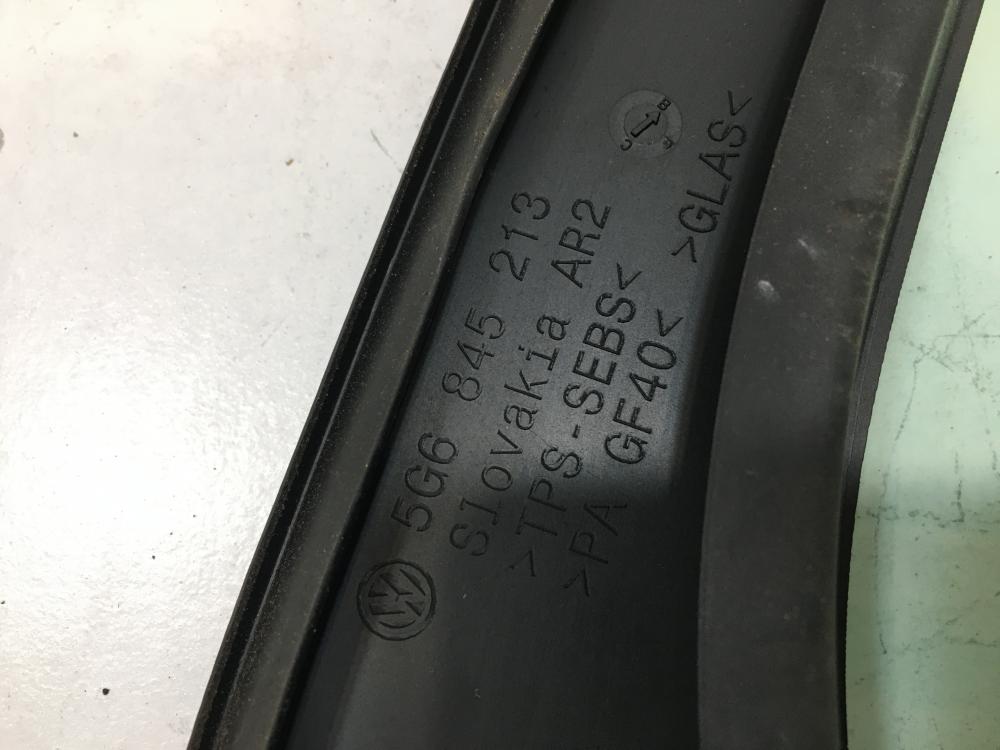 5G6 845 213
Slovakia AR2
>TPS-SEBS<
>PA GF40<
>GLAS<